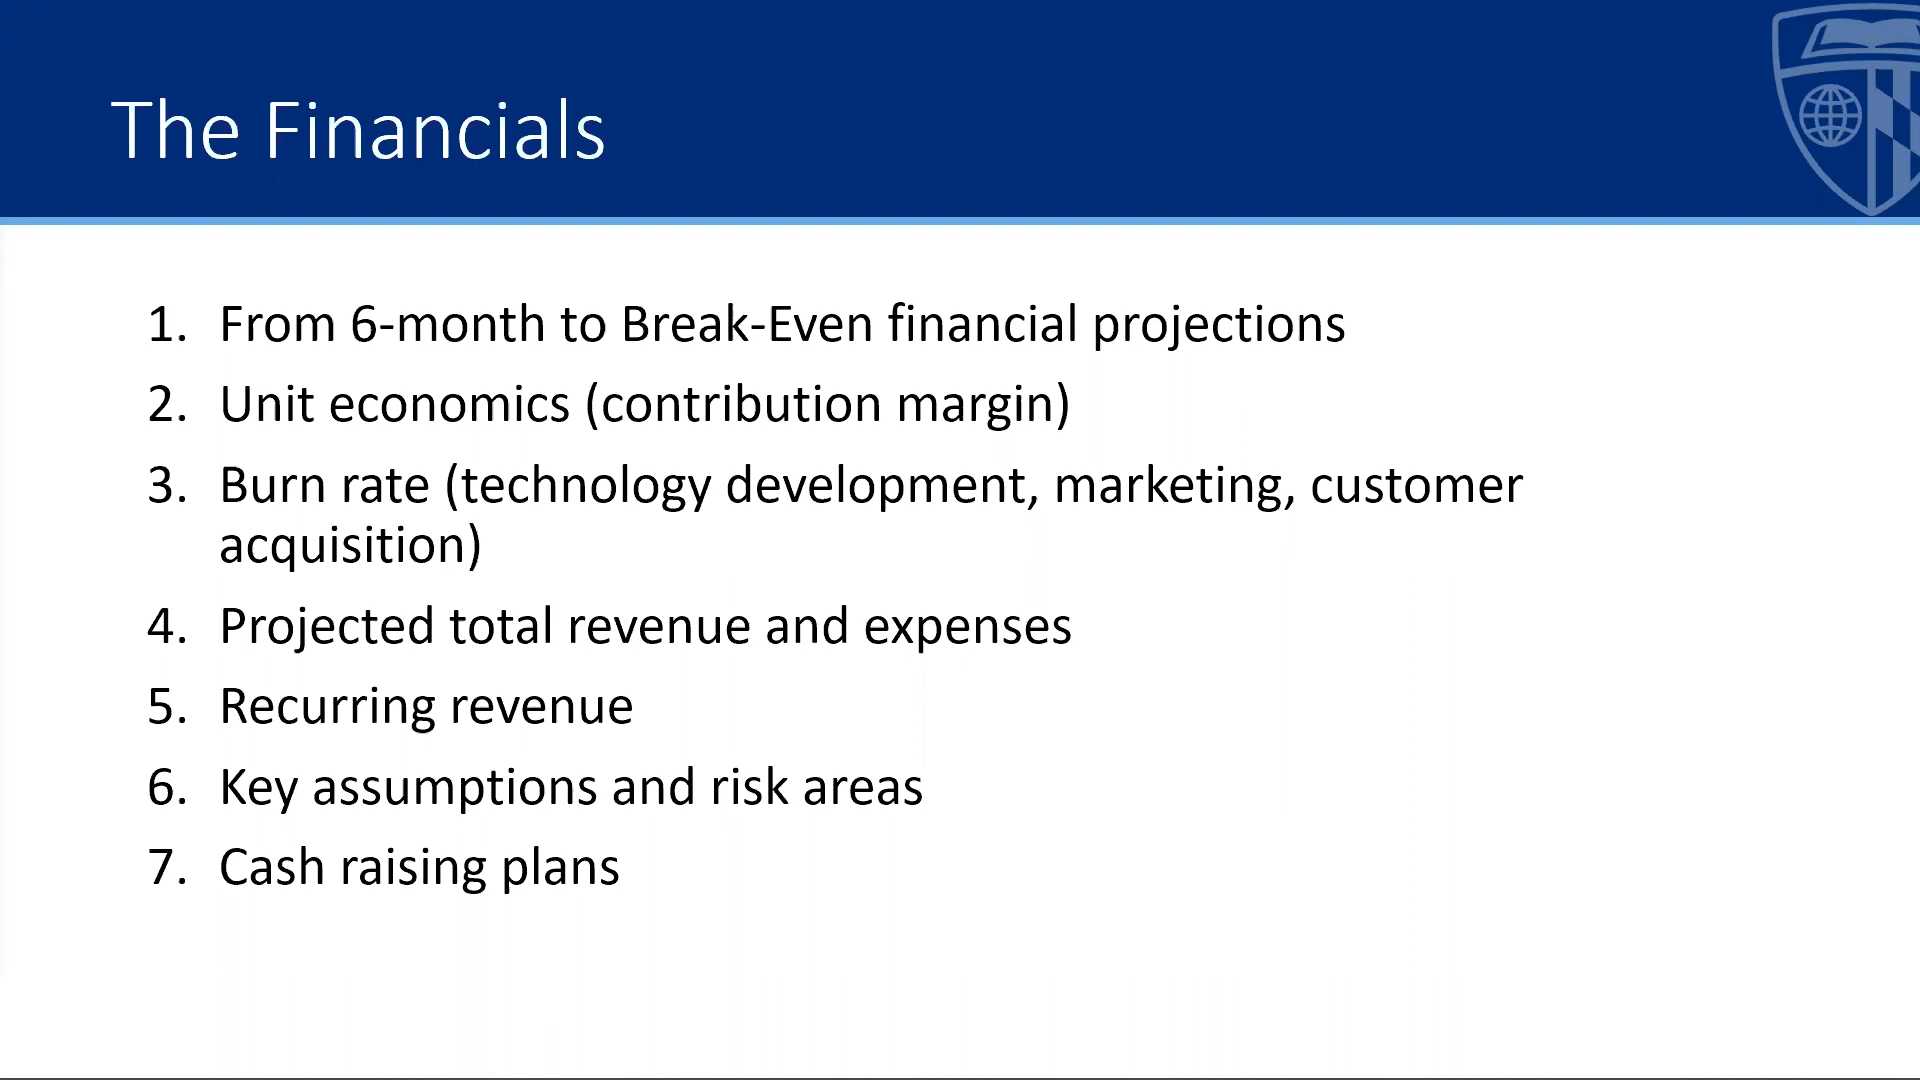 The Financials
1. From 6-month to Break-Even financial projections
2. Unit economics (contribution margin)
3. Burn rate (technology development, marketing, customer
acquisition)
4. Projected total revenue and expenses
5. Recurring revenue
6. Key assumptions and risk areas
7. Cash raising plans